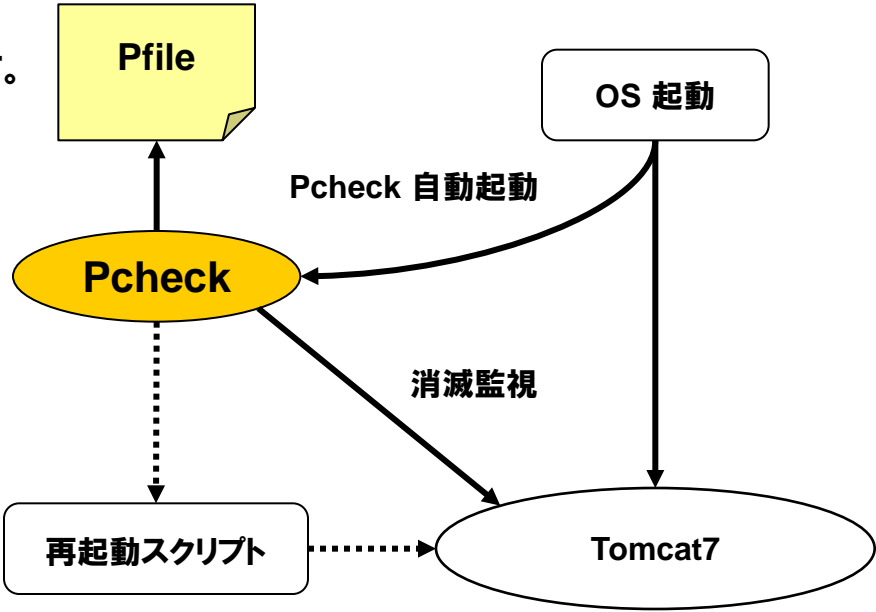 Pfile
。
OS 起動
Pcheck 自動起動
Pcheck
消滅監視
再起動スクリプト
Tomcat7